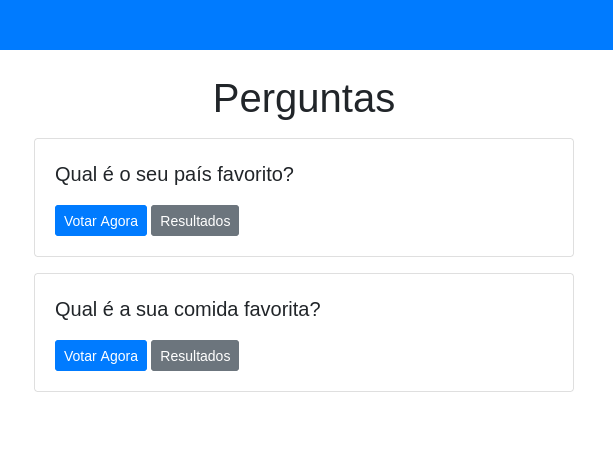 Perguntas
Qual é o seu país favorito?
Votar Agora Resultados
Qual é a sua comida favorita?
Votar Agora Resultados